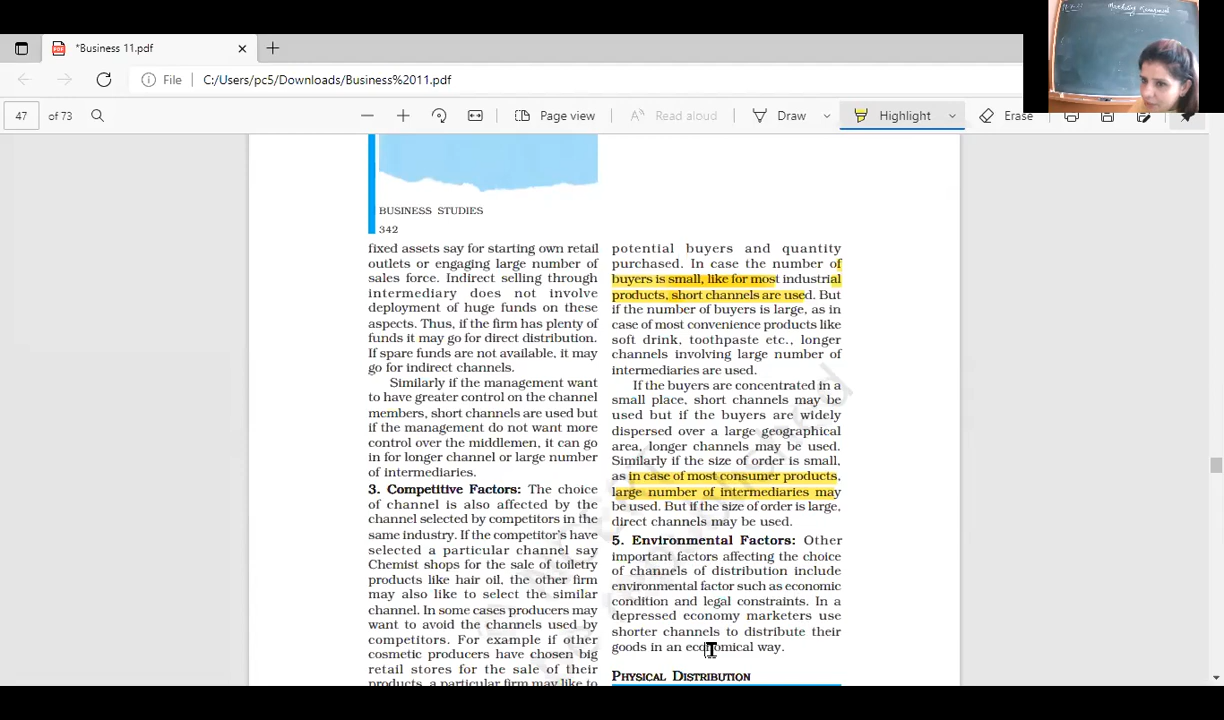 *Business 11.pdf
File
C:/Users/pc5/Downloads/Business%2011.pdf
47
of 73
Page view
Read aloud
Draw
Highlight
Erase
BUSINESS STUDIES
342
fixed assets say for starting own retail
outlets or engaging large number of
sales force. Indirect selling through
intermediary does not involve
deployment of huge funds on these
aspects. Thus, if the firm has plenty of
funds it may go for direct distribution.
If spare funds are not available, it may
go for indirect channels.
Similarly if the management want
to have greater control on the channel
members, short channels are used but
if the management do not want more
control over the middlemen, it can go
in for longer channel or large number
of intermediaries.
3. Competitive Factors: The choice
of channel is also affected by the
channel selected by competitors in the
same industry. If the competitor's have
selected a particular channel say
Chemist shops for the sale of toiletry
products like hair oil, the other firm
may also like to select the similar
channel. In some cases producers may
want to avoid the channels used by
competitors. For example if other
cosmetic producers have chosen big
retail stores for the sale of their
products, a particular firm may like to
potential buyers and quantity
purchased. In case the number of
buyers is small, like for most industrial
products, short channels are used. But
if the number of buyers is large, as in
case of most convenience products like
soft drink, toothpaste etc., longer
channels involving large number of
intermediaries are used.
If the buyers are concentrated in a
small place, short channels may be
used but if the buyers are widely
dispersed over a large geographical
area, longer channels may be used.
Similarly if the size of order is small,
as in case of most consumer products,
large number of intermediaries may
be used. But if the size of order is large,
direct channels may be used.
5. Environmental Factors: Other
important factors affecting the choice
of channels of distribution include
environmental factor such as economic
condition and legal constraints. In a
depressed economy marketers use
shorter channels to distribute their
goods in an economical way.
PHYSICAL DISTRIBUTION